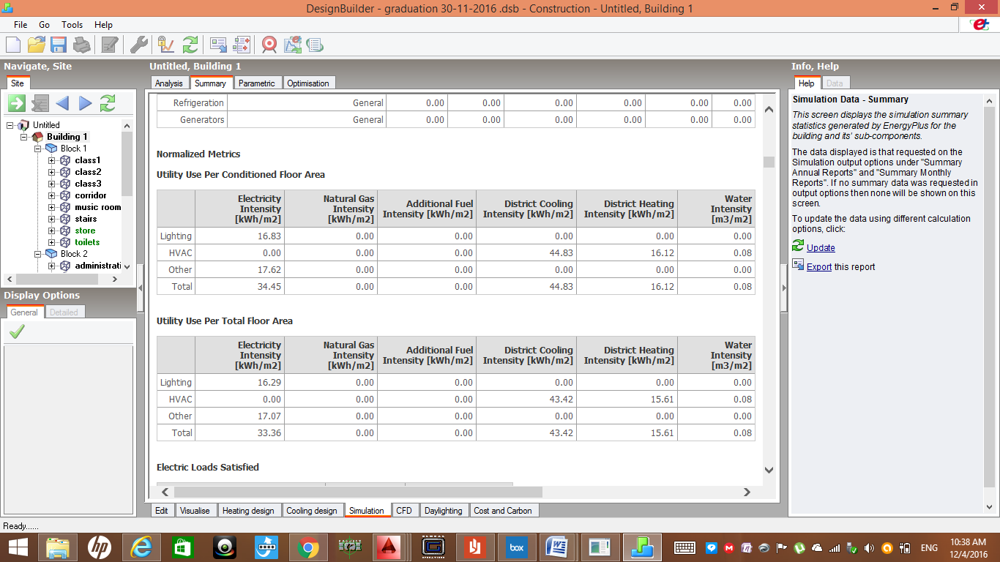 DesignBuilder - graduation 30-11-2016 .dsb - Construction - Untitled, Building 1
File Go Tools Help
Navigate, Site
Site
Untitled
Building 1
Block 1
class1
class2
class3
corridor
music room
stairs
store
toilets
Block 2
administrati
Display Options
General Detailed
Untitled, Building 1
Analysis Summary Parametric Optimisation
Refrigeration General 0.00 0.00 0.00 0.00 0.00 0.00
Generators General 0.00 0.00 0.00 0.00 0.00 0.00
Normalized Metrics
Utility Use Per Conditioned Floor Area
Electricity Intensity [kWh/m2] Natural Gas Intensity [kWh/m2] Additional Fuel Intensity [kWh/m2] District Cooling Intensity [kWh/m2] District Heating Intensity [kWh/m2] Water Intensity [m3/m2]
Lighting 16.83 0.00 0.00 0.00 0.00 0.00
HVAC 0.00 0.00 0.00 44.83 16.12 0.08
Other 17.62 0.00 0.00 0.00 0.00 0.00
Total 34.45 0.00 0.00 44.83 16.12 0.08
Utility Use Per Total Floor Area
Electricity Intensity [kWh/m2] Natural Gas Intensity [kWh/m2] Additional Fuel Intensity [kWh/m2] District Cooling Intensity [kWh/m2] District Heating Intensity [kWh/m2] Water Intensity [m3/m2]
Lighting 16.29 0.00 0.00 0.00 0.00 0.00
HVAC 0.00 0.00 0.00 43.42 15.61 0.08
Other 17.07 0.00 0.00 0.00 0.00 0.00
Total 33.36 0.00 0.00 43.42 15.61 0.08
Electric Loads Satisfied
Edit Visualise Heating design Cooling design Simulation CFD Daylighting Cost and Carbon
Info, Help
Help Data
Simulation Data - Summary
This screen displays the simulation summary
statistics generated by EnergyPlus for the
building and its' sub-components.
The data displayed is that requested on the
Simulation output options under "Summary
Annual Reports" and "Summary Monthly
Reports". If no summary data was requested in
output options then none will be shown on this
screen.
To update the data using different calculation
options, click:
Update
Export this report
Ready......
hp
box
ENG
10:38 AM
12/4/2016